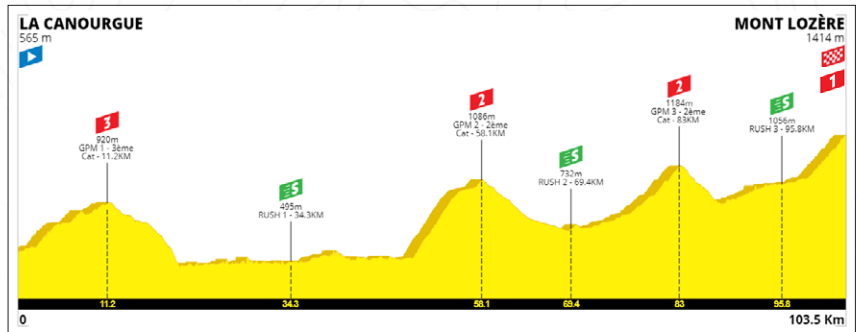 LA CANOURGUE
565 m
MONT LOZÈRE
1414 m
1
3
920m
GPM 1 - 3ème
Cat - 11.2KM
S
495m
RUSH 1 - 34.3KM
2
1086m
GPM 2 - 2ème
Cat - 58.1KM
S
732m
RUSH 2 - 69.4KM
2
1184m
GPM 3 - 2ème
Cat - 83KM
S
1056m
RUSH 3 - 95.8KM
11.2 34.3 58.1 69.4 83 95.8
0 103.5 Km